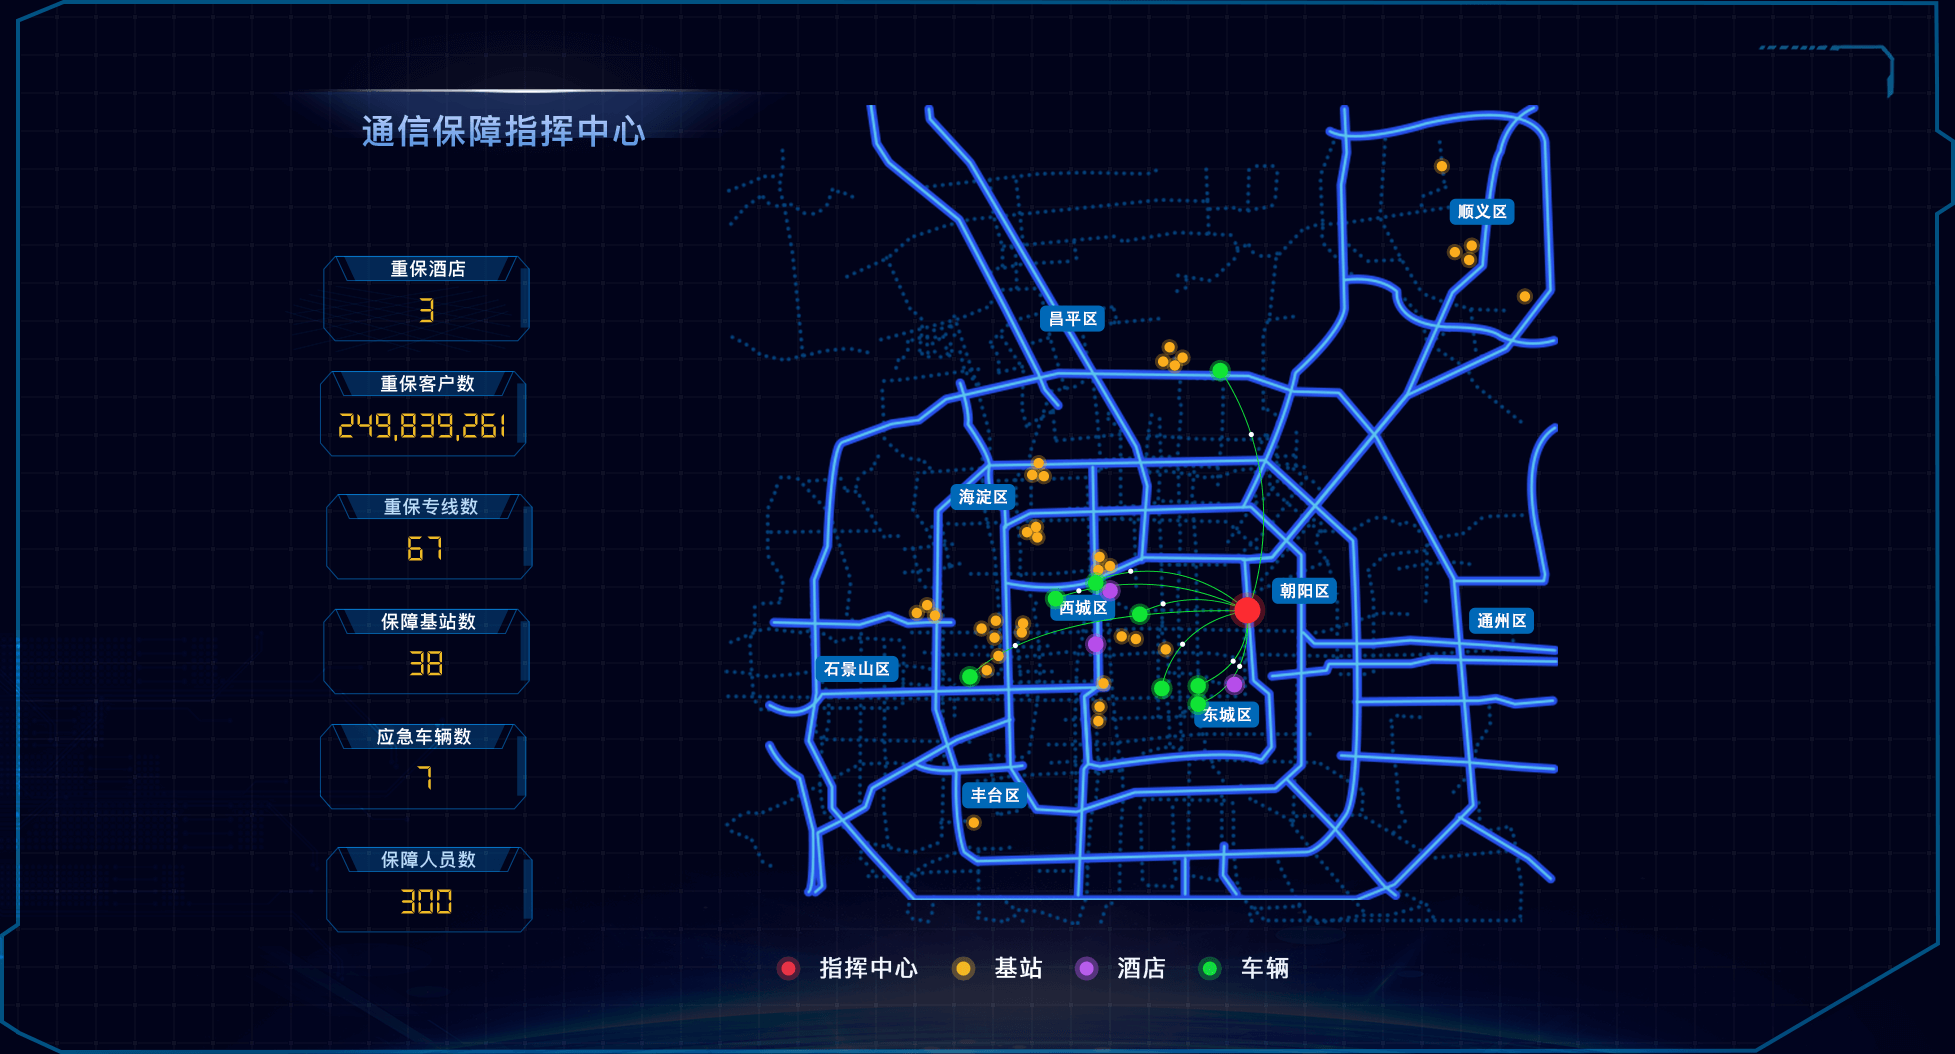 通信保障指挥中心
重保酒店
3
重保客户数
249,839,261
重保专线数
67
保障基站数
38
应急车辆数
7
保障人员数
300
顺义区
昌平区
海淀区
朝阳区
西城区
通州区
石景山区
东城区
丰台区
指挥中心
基站
酒店
车辆